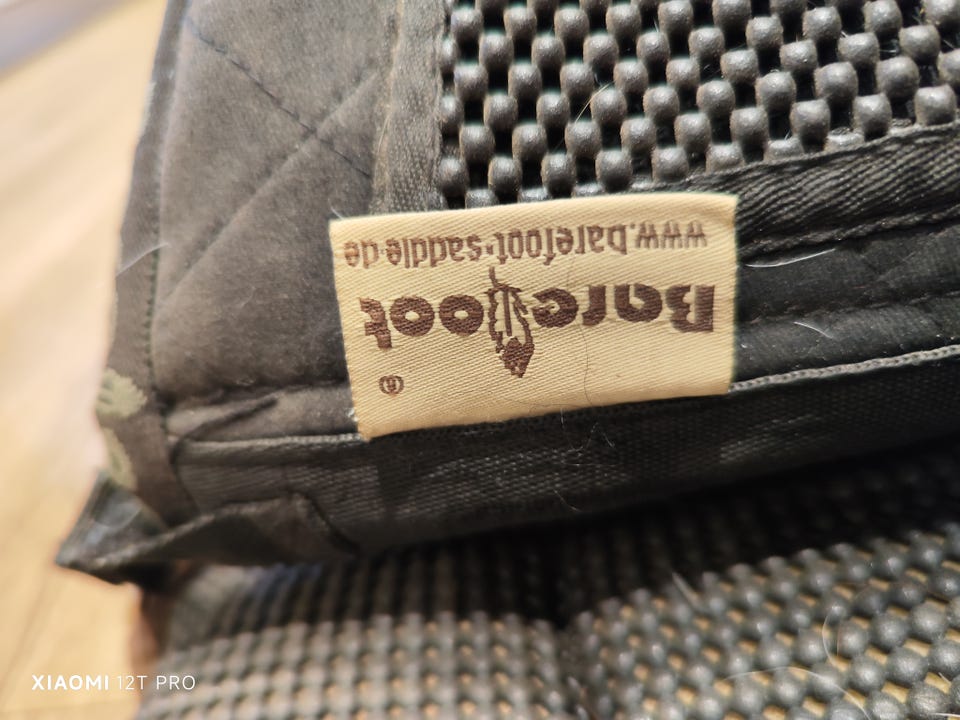 ®
Barefoot
www.barefoot-saddle.de
XIAOMI 12T PRO